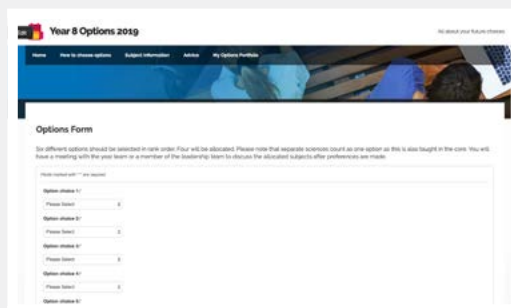 Year 8 Options 2019
All about your future choices
Home How to choose options Subject Information Advice My Options Portfolio
Options Form
Six different options should be selected in rank order. Four will be allocated. Please note that separate sciences count as one option as this is also taught in the core. You will
have a meeting with the year team or a member of the leadership team to discuss the allocated subjects after preferences are made.
Fields marked with "*" are required
Option choice 1:*
Please Select
Option choice 2:*
Please Select
Option choice 3:*
Please Select
Option choice 4:*
Please Select
Option choice 5:*